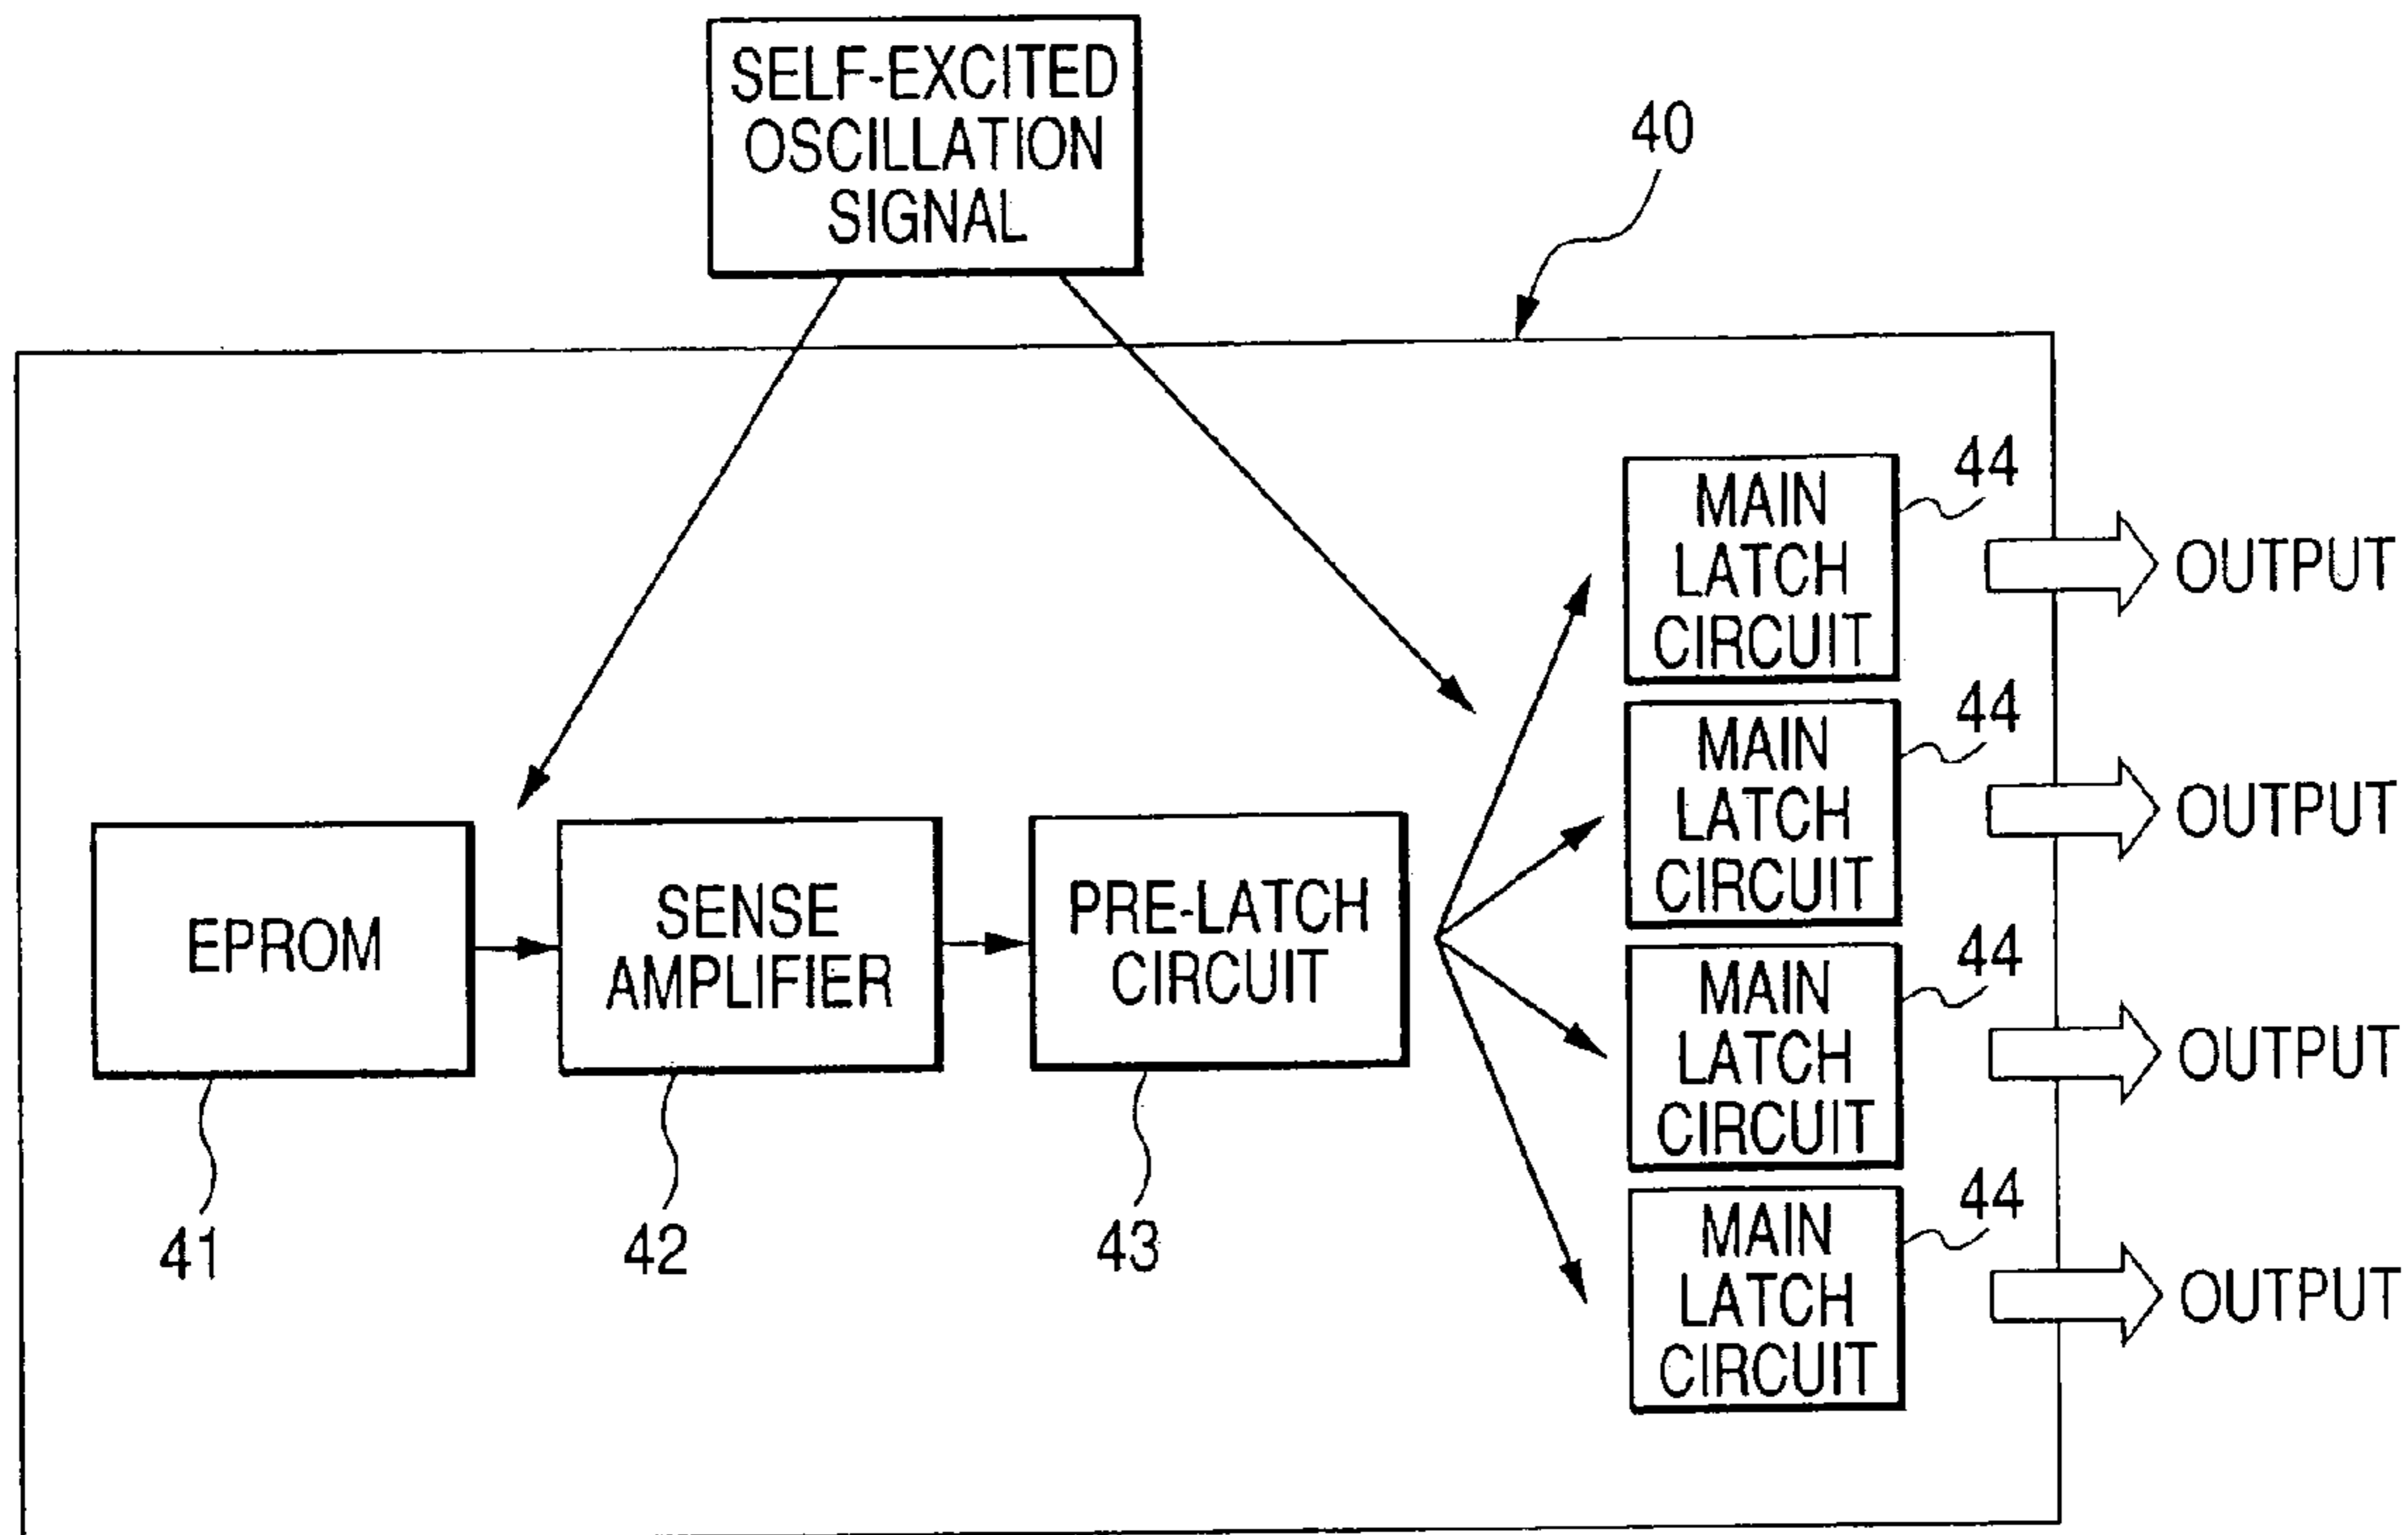 SELF-EXCITED
OSCILLATION
SIGNAL
40
MAIN
LATCH
CIRCUIT
44
OUTPUT
MAIN
LATCH
CIRCUIT
44
OUTPUT
EPROM
41
SENSE
AMPLIFIER
42
PRE-LATCH
CIRCUIT
43
MAIN
LATCH
CIRCUIT
44
OUTPUT
MAIN
LATCH
CIRCUIT
44
OUTPUT